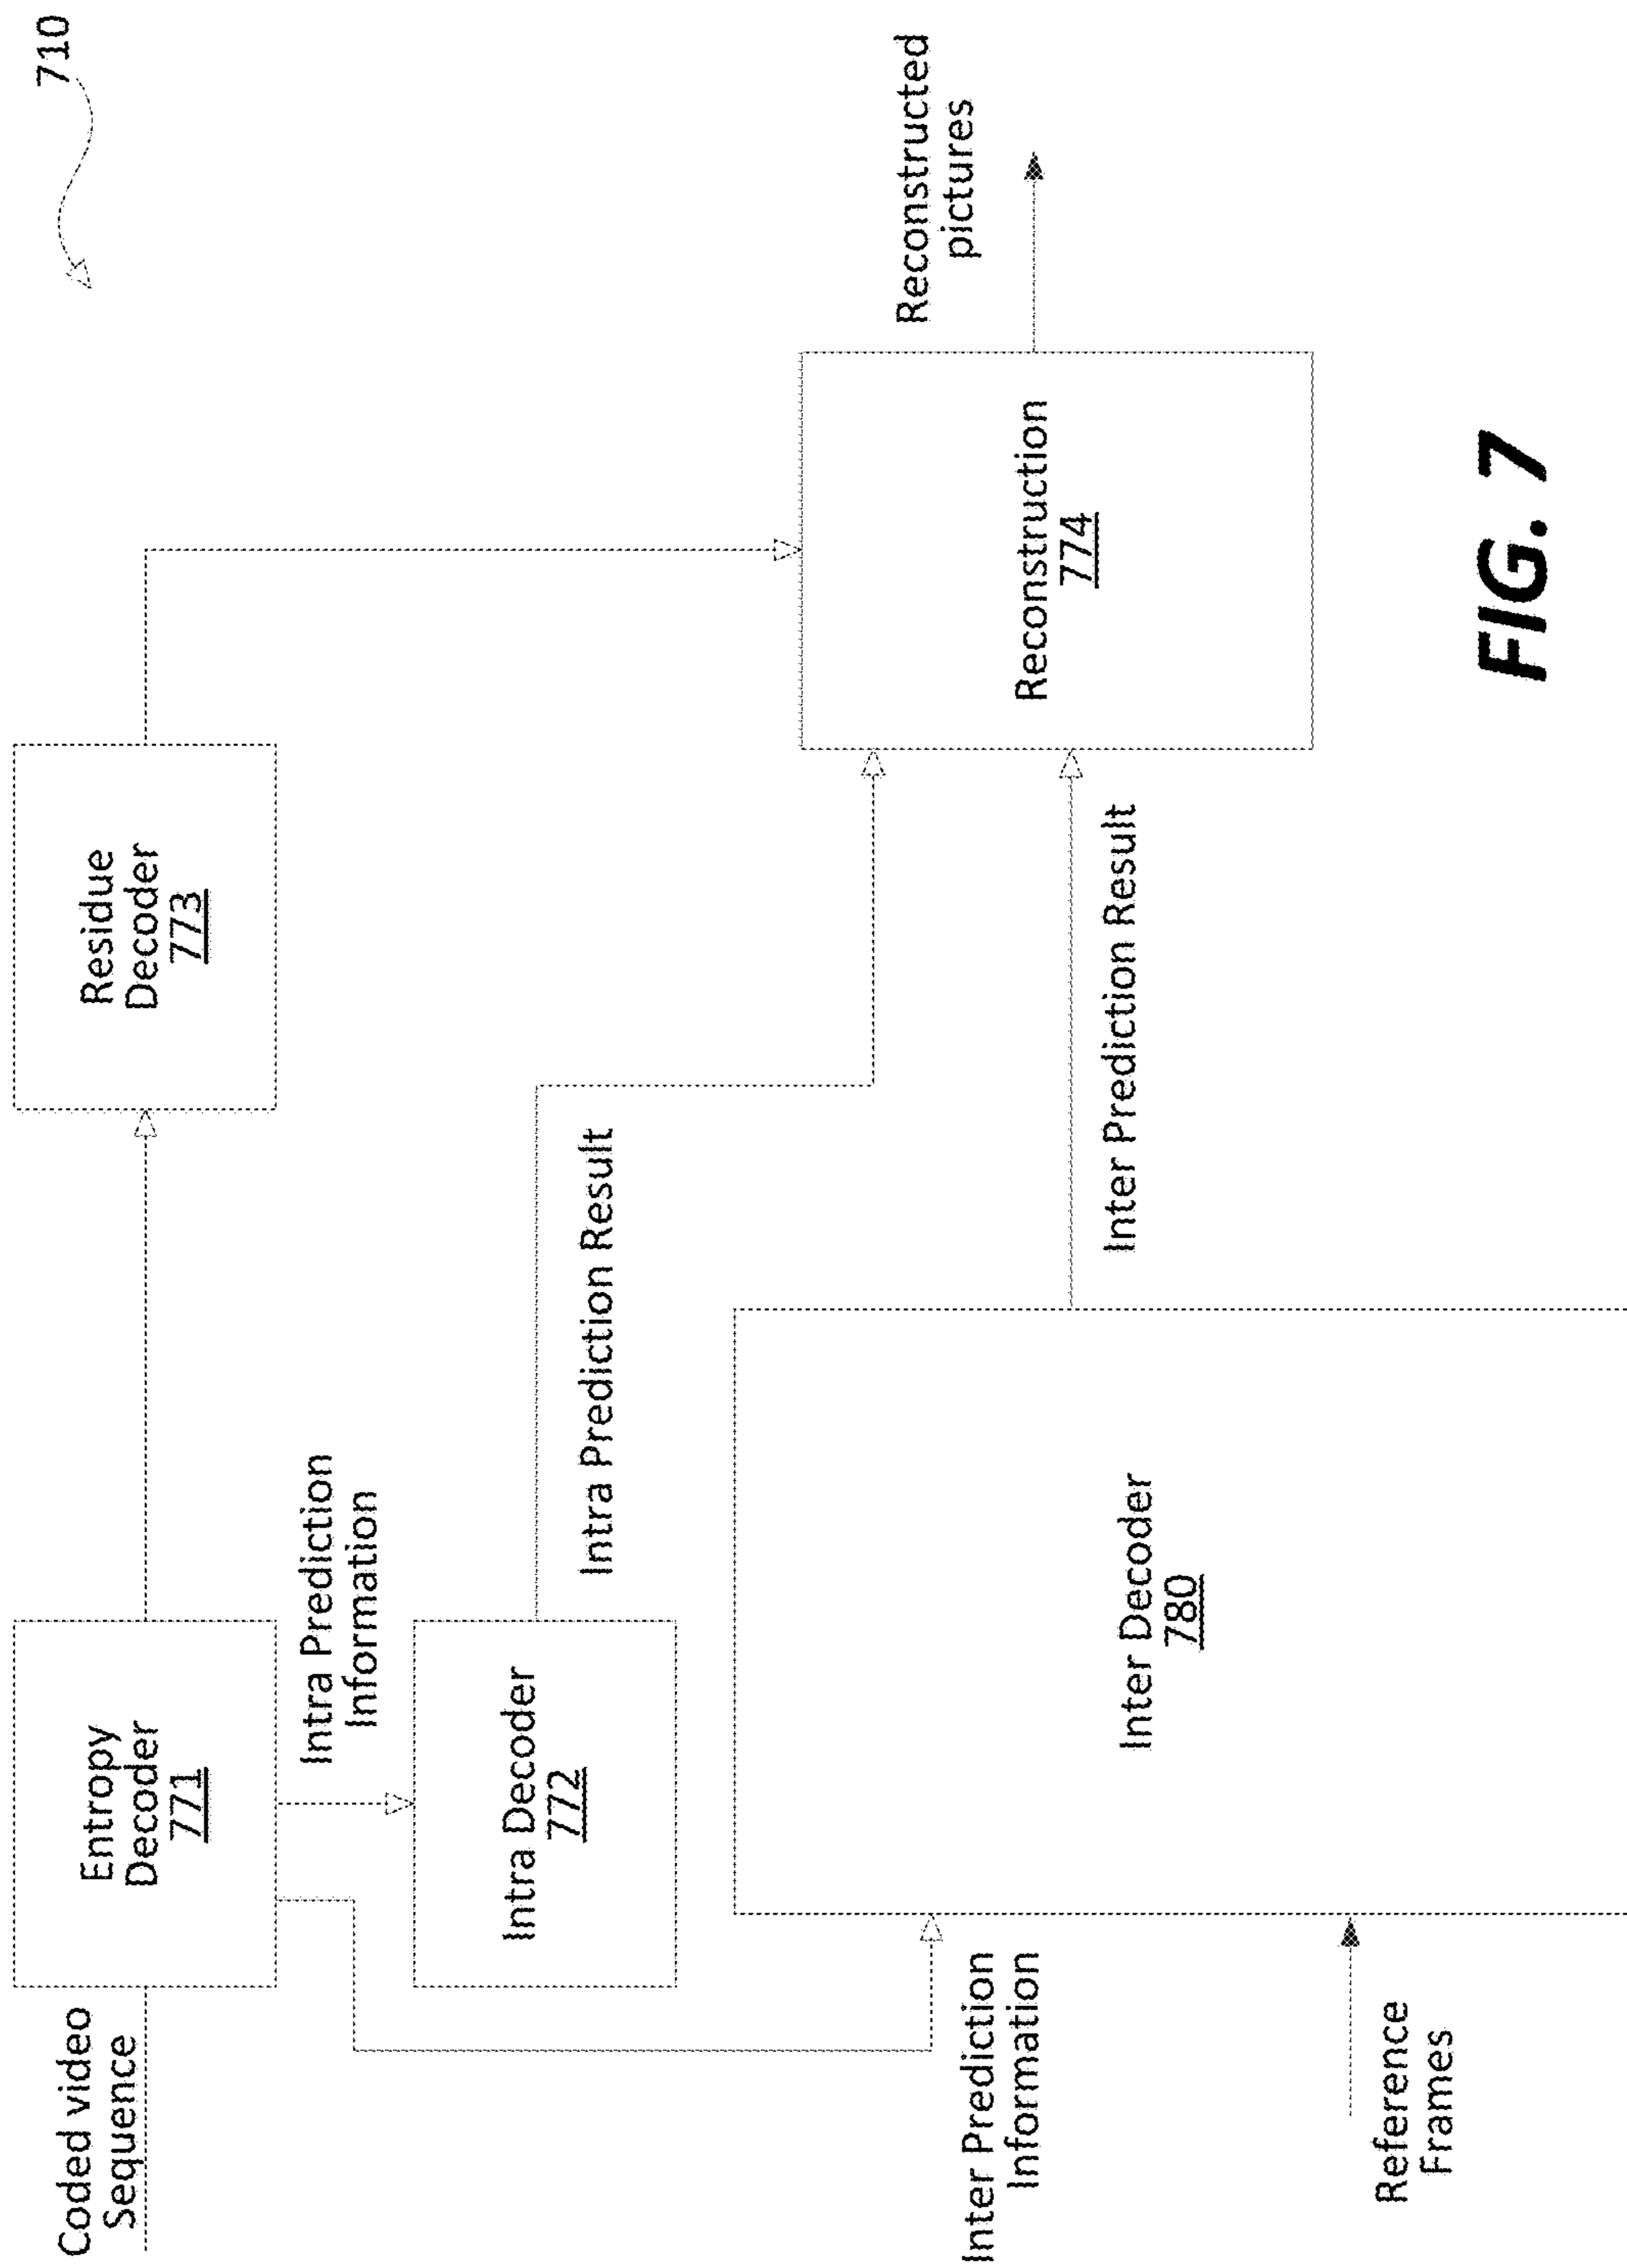 710
Coded video
Sequence
Entropy
Decoder
771
Residue
Decoder
773
Intra Prediction
Information
Intra Decoder
772
Intra Prediction Result
Reconstructed
pictures
Reconstruction
774
Inter Prediction
Information
Inter Decoder
780
Inter Prediction Result
Reference
Frames
FIG. 7